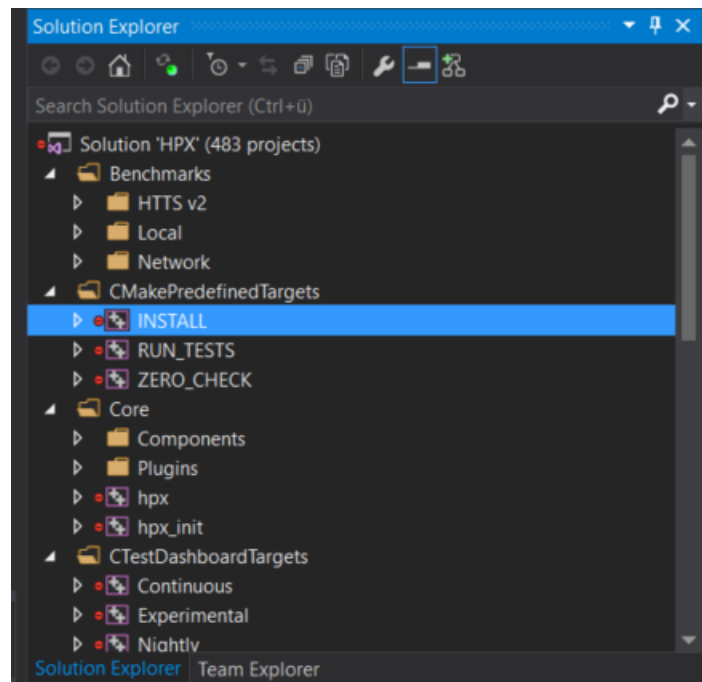 Solution Explorer
Search Solution Explorer (Ctrl+ü)
Solution 'HPX' (483 projects)
Benchmarks
HTTS v2
Local
Network
CMakePredefinedTargets
INSTALL
RUN_TESTS
ZERO_CHECK
Core
Components
Plugins
hpx
hpx_init
CTestDashboardTargets
Continuous
Experimental
Nightly
Solution Explorer Team Explorer